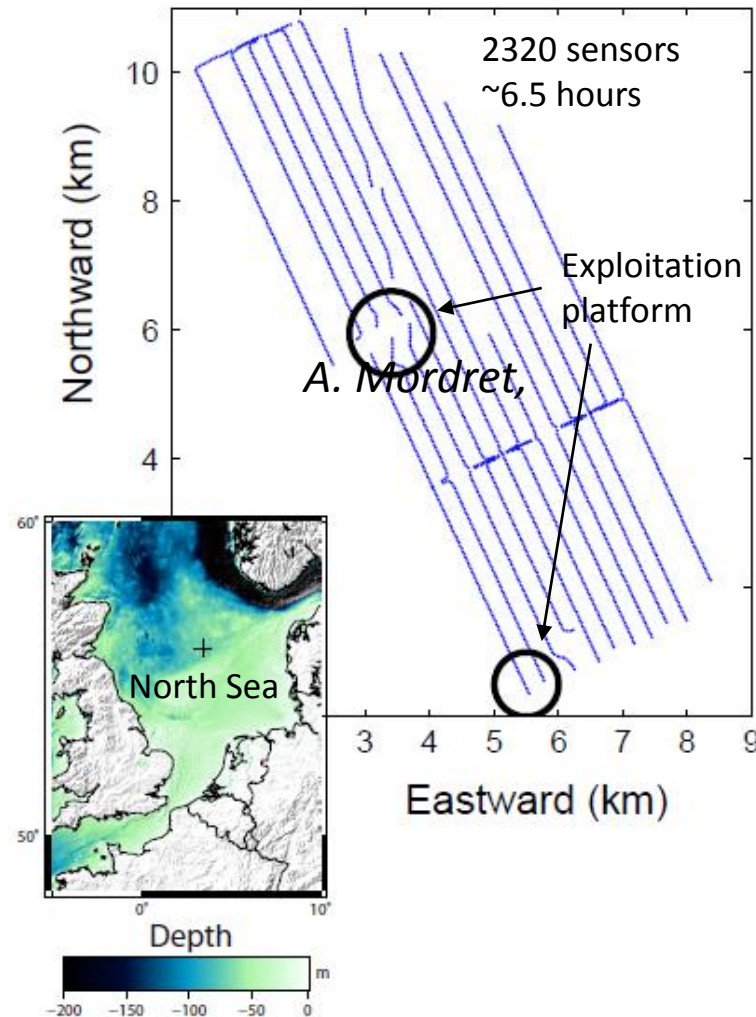 2320 sensors
~6.5 hours
10
8
6
4
Northward (km)
Exploitation
platform
A. Mordret,
3 4 5 6 7 8 9
Eastward (km)
60°
50°
North Sea
0° 10°
Depth
m
−200 −150 −100 −50 0